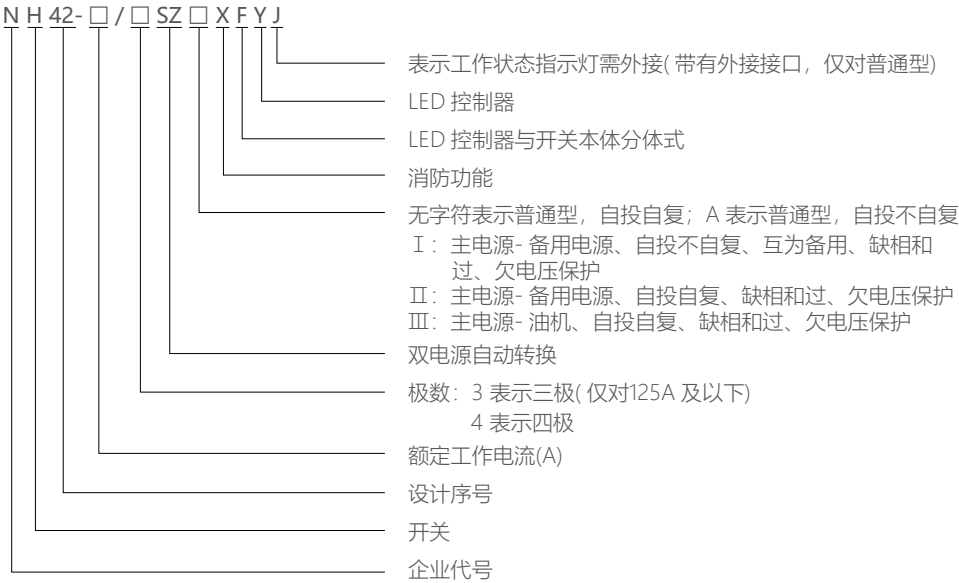 N H 42-□ / □ SZ □ X F Y J
表示工作状态指示灯需外接( 带有外接接口，仅对普通型)
LED 控制器
LED 控制器与开关本体分体式
消防功能
无字符表示普通型，自投自复；A 表示普通型，自投不自复
Ⅰ：主电源- 备用电源、自投不自复、互为备用、缺相和
过、欠电压保护
Ⅱ：主电源- 备用电源、自投自复、缺相和过、欠电压保护
Ⅲ：主电源- 油机、自投自复、缺相和过、欠电压保护
双电源自动转换
极数：3 表示三极( 仅对125A 及以下)
4 表示四极
额定工作电流(A)
设计序号
开关
企业代号